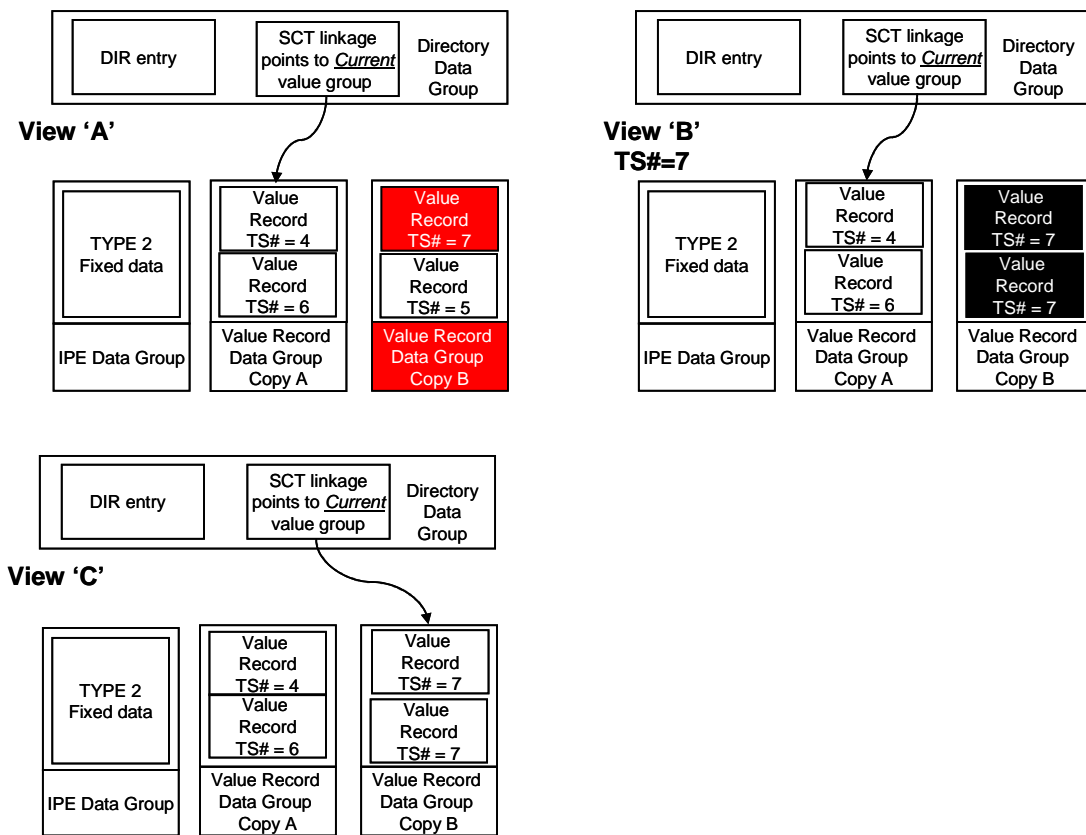 DIR entry
SCT linkage
points to Current
value group
Directory
Data
Group
View ‘A’
TYPE 2
Fixed data
IPE Data Group
Value
Record
TS# = 4
Value
Record
TS# = 6
Value Record
Data Group
Copy A
Value
Record
TS# = 7
Value
Record
TS# = 5
Value Record
Data Group
Copy B
DIR entry
SCT linkage
points to Current
value group
Directory
Data
Group
View ‘B’
TS#=7
TYPE 2
Fixed data
IPE Data Group
Value
Record
TS# = 4
Value
Record
TS# = 6
Value Record
Data Group
Copy A
Value
Record
TS# = 7
Value
Record
TS# = 7
Value Record
Data Group
Copy B
DIR entry
SCT linkage
points to Current
value group
Directory
Data
Group
View ‘C’
TYPE 2
Fixed data
IPE Data Group
Value
Record
TS# = 4
Value
Record
TS# = 6
Value Record
Data Group
Copy A
Value
Record
TS# = 7
Value
Record
TS# = 7
Value Record
Data Group
Copy B